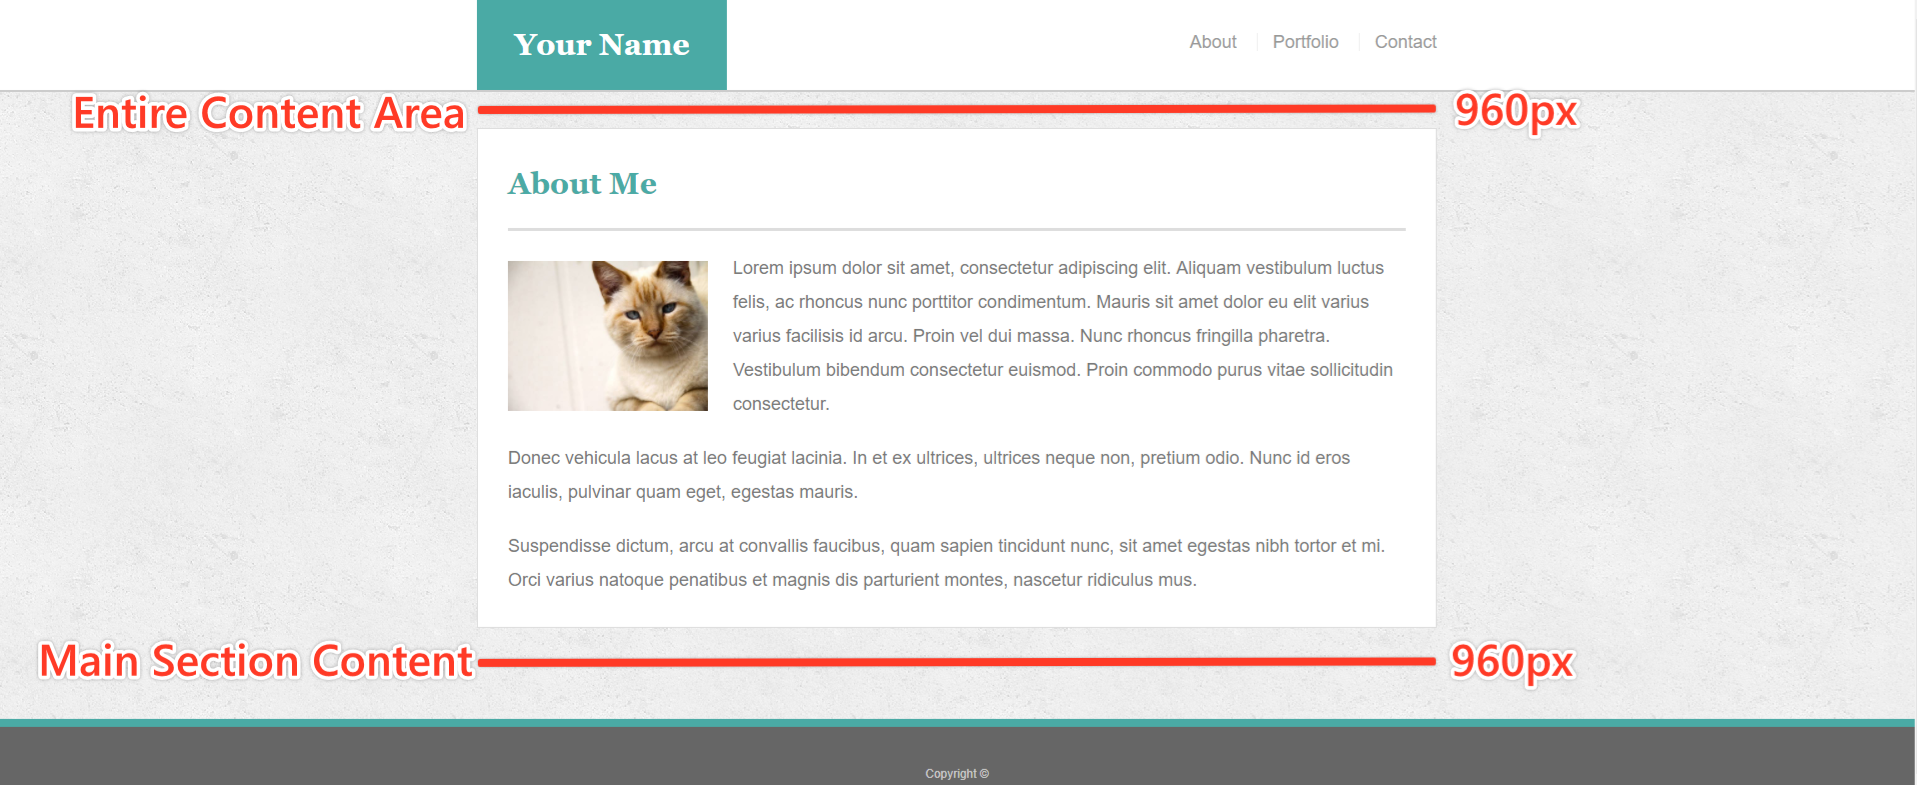 Your Name
About
Portfolio
Contact
Entire Content Area
960px
About Me
Lorem ipsum dolor sit amet, consectetur adipiscing elit. Aliquam vestibulum luctus
felis, ac rhoncus nunc porttitor condimentum. Mauris sit amet dolor eu elit varius
varius facilisis id arcu. Proin vel dui massa. Nunc rhoncus fringilla pharetra.
Vestibulum bibendum consectetur euismod. Proin commodo purus vitae sollicitudin
consectetur.
Donec vehicula lacus at leo feugiat lacinia. In et ex ultrices, ultrices neque non, pretium odio. Nunc id eros
iaculis, pulvinar quam eget, egestas mauris.
Suspendisse dictum, arcu at convallis faucibus, quam sapien tincidunt nunc, sit amet egestas nibh tortor et mi.
Orci varius natoque penatibus et magnis dis parturient montes, nascetur ridiculus mus.
Main Section Content
960px
Copyright ©